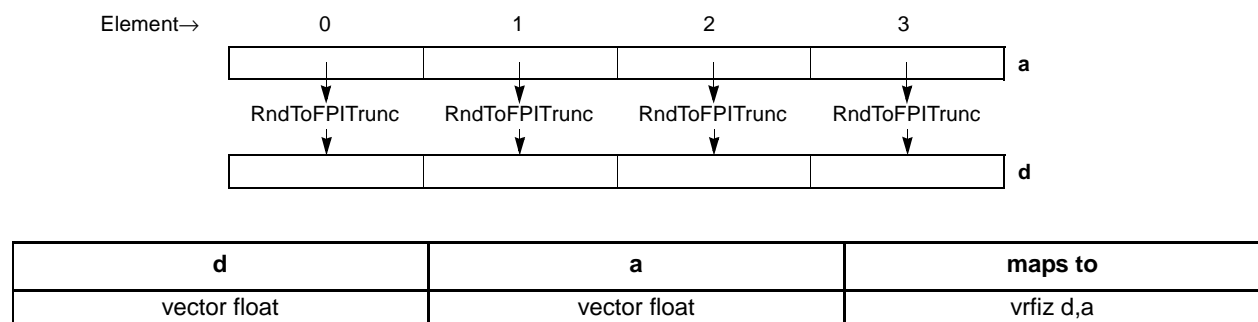 Element→ 0 1 2 3
a
RndToFPITrunc RndToFPITrunc RndToFPITrunc RndToFPITrunc
d
d a maps to
vector float vector float vrfiz d,a